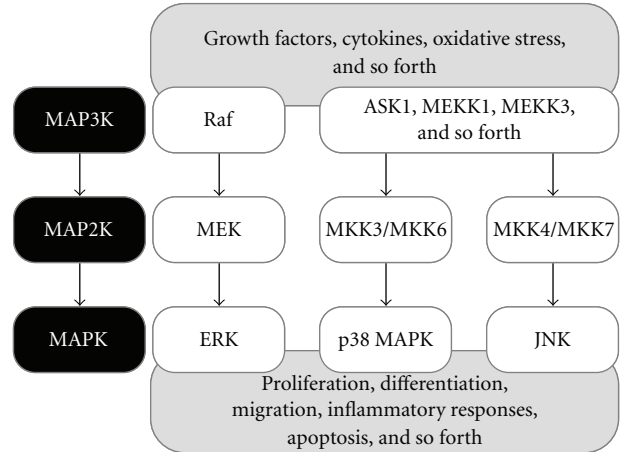 Growth factors, cytokines, oxidative stress,
and so forth
MAP3K
Raf
ASK1, MEKK1, MEKK3,
and so forth
MAP2K
MEK
MKK3/MKK6
MKK4/MKK7
MAPK
ERK
p38 MAPK
JNK
Proliferation, differentiation,
migration, inflammatory responses,
apoptosis, and so forth